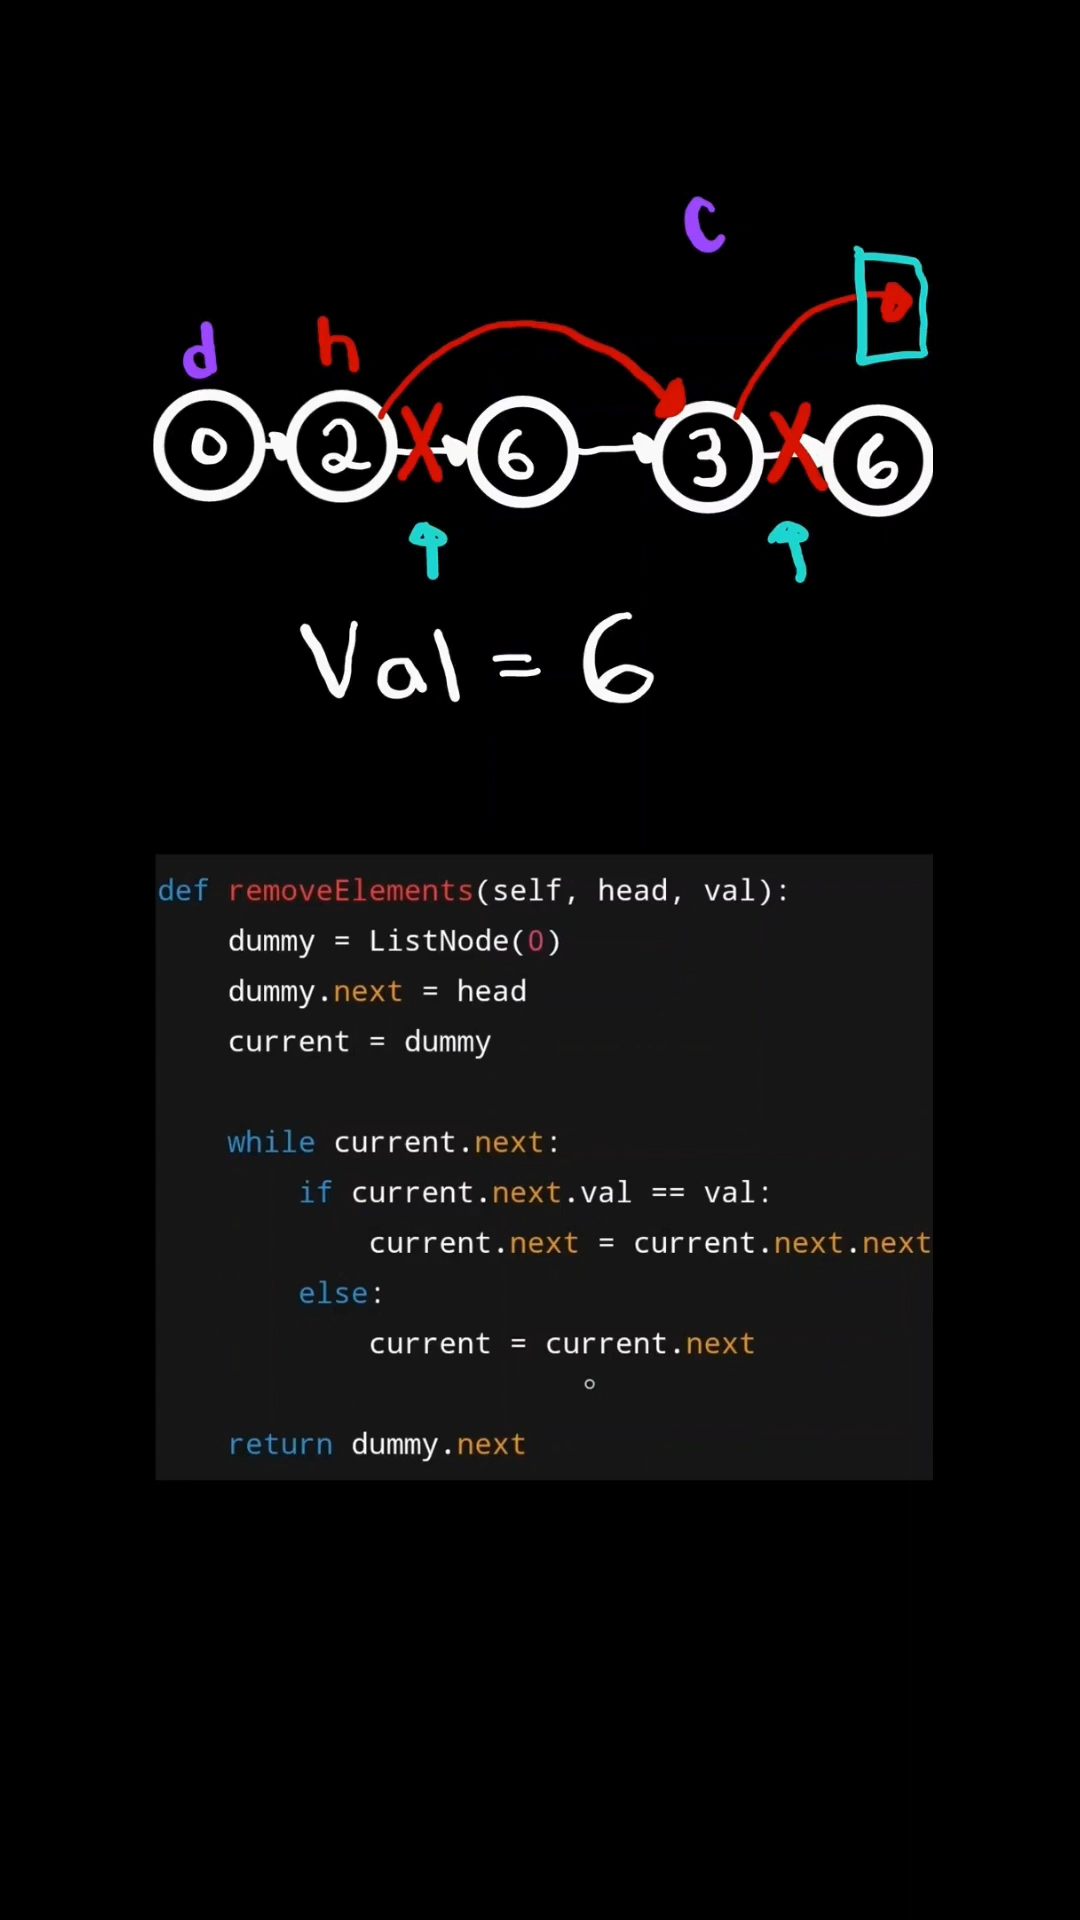 C
d h
0 2 6 3 6
Val = 6
def removeElements(self, head, val):
    dummy = ListNode(0)
    dummy.next = head
    current = dummy
    while current.next:
        if current.next.val == val:
            current.next = current.next.next
        else:
            current = current.next
    return dummy.next